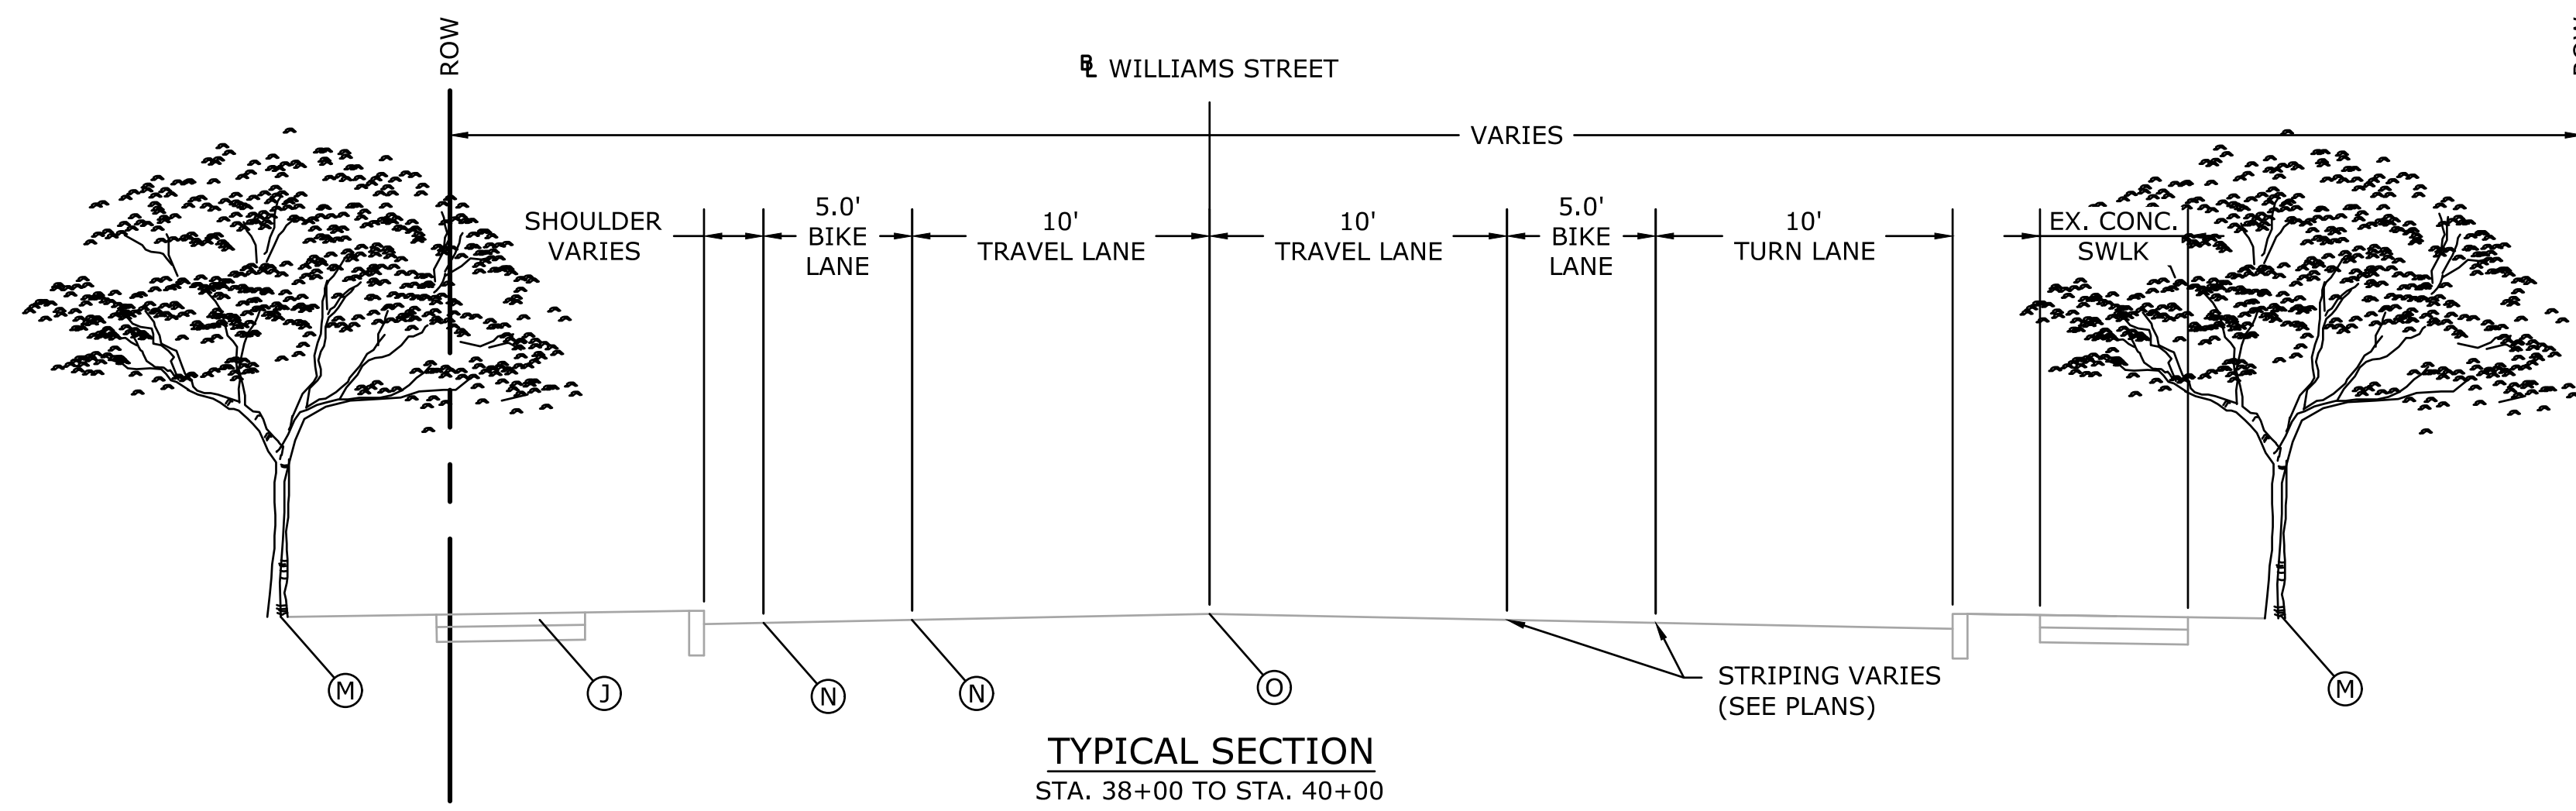 ROW
ROW
BL WILLIAMS STREET
VARIES
SHOULDER
VARIES
5.0'
BIKE
LANE
10'
TRAVEL LANE
10'
TRAVEL LANE
5.0'
BIKE
LANE
10'
TURN LANE
EX. CONC.
SWLK
M
J
N
N
O
STRIPING VARIES
(SEE PLANS)
M
TYPICAL SECTION
STA. 38+00 TO STA. 40+00